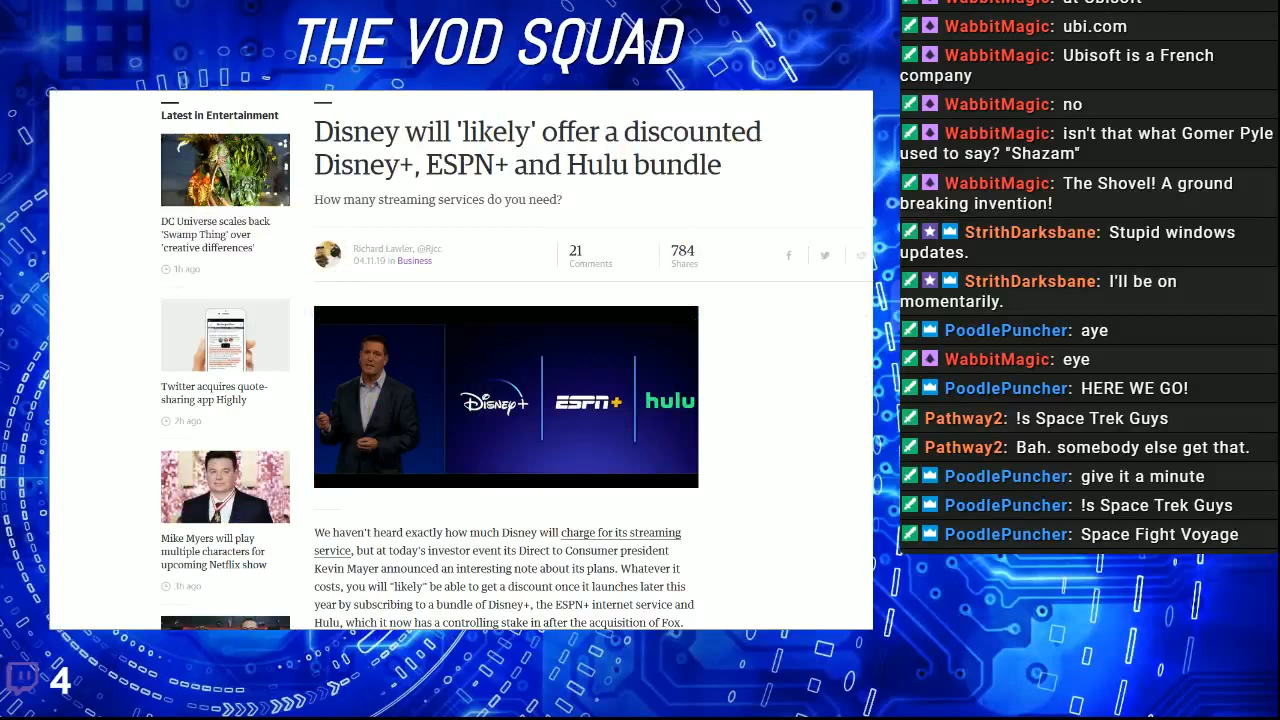 THE VOD SQUAD
Latest in Entertainment
DC Universe scales back
'Swamp Thing' over
'creative differences'
1h ago
Twitter acquires quote-
sharing app Highly
2h ago
Mike Myers will play
multiple characters for
upcoming Netflix show
3h ago
Disney will 'likely' offer a discounted
Disney+, ESPN+ and Hulu bundle
How many streaming services do you need?
Richard Lawler, @Rjcc
04.11.19 in Business
21
Comments
784
Shares
Disney+
ESPN+
hulu
We haven't heard exactly how much Disney will charge for its streaming
service, but at today's investor event its Direct to Consumer president
Kevin Mayer announced an interesting note about its plans. Whatever it
costs, you will "likely" be able to get a discount once it launches later this
year by subscribing to a bundle of Disney+, the ESPN+ internet service and
Hulu, which it now has a controlling stake in after the acquisition of Fox.
4
WabbitMagic: at Ubisoft
WabbitMagic: ubi.com
WabbitMagic: Ubisoft is a French
company
WabbitMagic: no
WabbitMagic: isn't that what Gomer Pyle
used to say? "Shazam"
WabbitMagic: The Shovel! A ground
breaking invention!
StrithDarksbane: Stupid windows
updates.
StrithDarksbane: I'll be on
momentarily.
PoodlePuncher: aye
WabbitMagic: eye
PoodlePuncher: HERE WE GO!
Pathway2: !s Space Trek Guys
Pathway2: Bah. somebody else get that.
PoodlePuncher: give it a minute
PoodlePuncher: !s Space Trek Guys
PoodlePuncher: Space Fight Voyage